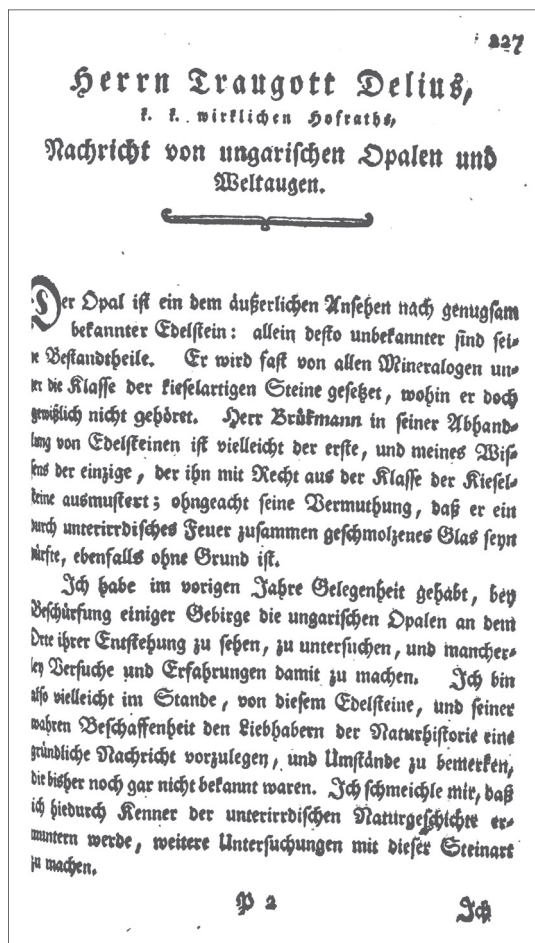 227
Herrn Traugott Delius,
k. k. wirklichen Hofraths,
Nachricht von ungarischen Opalen und
Weltaugen.
Der Opal ist ein dem äußerlichen Ansehen nach genugsam
bekannter Edelstein: allein desto unbekannter sind sei-
ne Bestandtheile. Er wird fast von allen Mineralogen un-
ter die Klasse der kieselartigen Steine gesetzet, wohin er doch
gewißlich nicht gehöret. Herr Brükmann in seiner Abhand-
lung von Edelsteinen ist vielleicht der erste, und meines Wis-
sens der einzige, der ihn mit Recht aus der Klasse der Kiesel-
steine ausmustert; ohngeacht seine Vermuthung, daß er ein
durch unterirrdisches Feuer zusammen geschmolzenes Glas seyn
dürfte, ebenfalls ohne Grund ist.
Ich habe im vorigen Jahre Gelegenheit gehabt, bey
Beschürfung einiger Gebirge die ungarischen Opalen an dem
Orte ihrer Entstehung zu sehen, zu untersuchen, und mancher-
ley Versuche und Erfahrungen damit zu machen. Ich bin
also vielleicht im Stande, von diesem Edelsteine, und seiner
wahren Beschaffenheit den Liebhabern der Naturhistorie eine
gründliche Nachricht vorzulegen, und Umstände zu bemerken,
die bisher noch gar nicht bekannt waren. Ich schmeichle mir, daß
ich hiedurch Kenner der unterirrdischen Naturgeschichte er-
muntern werde, weitere Untersuchungen mit dieser Steinart
zu machen.
P 2 Ich